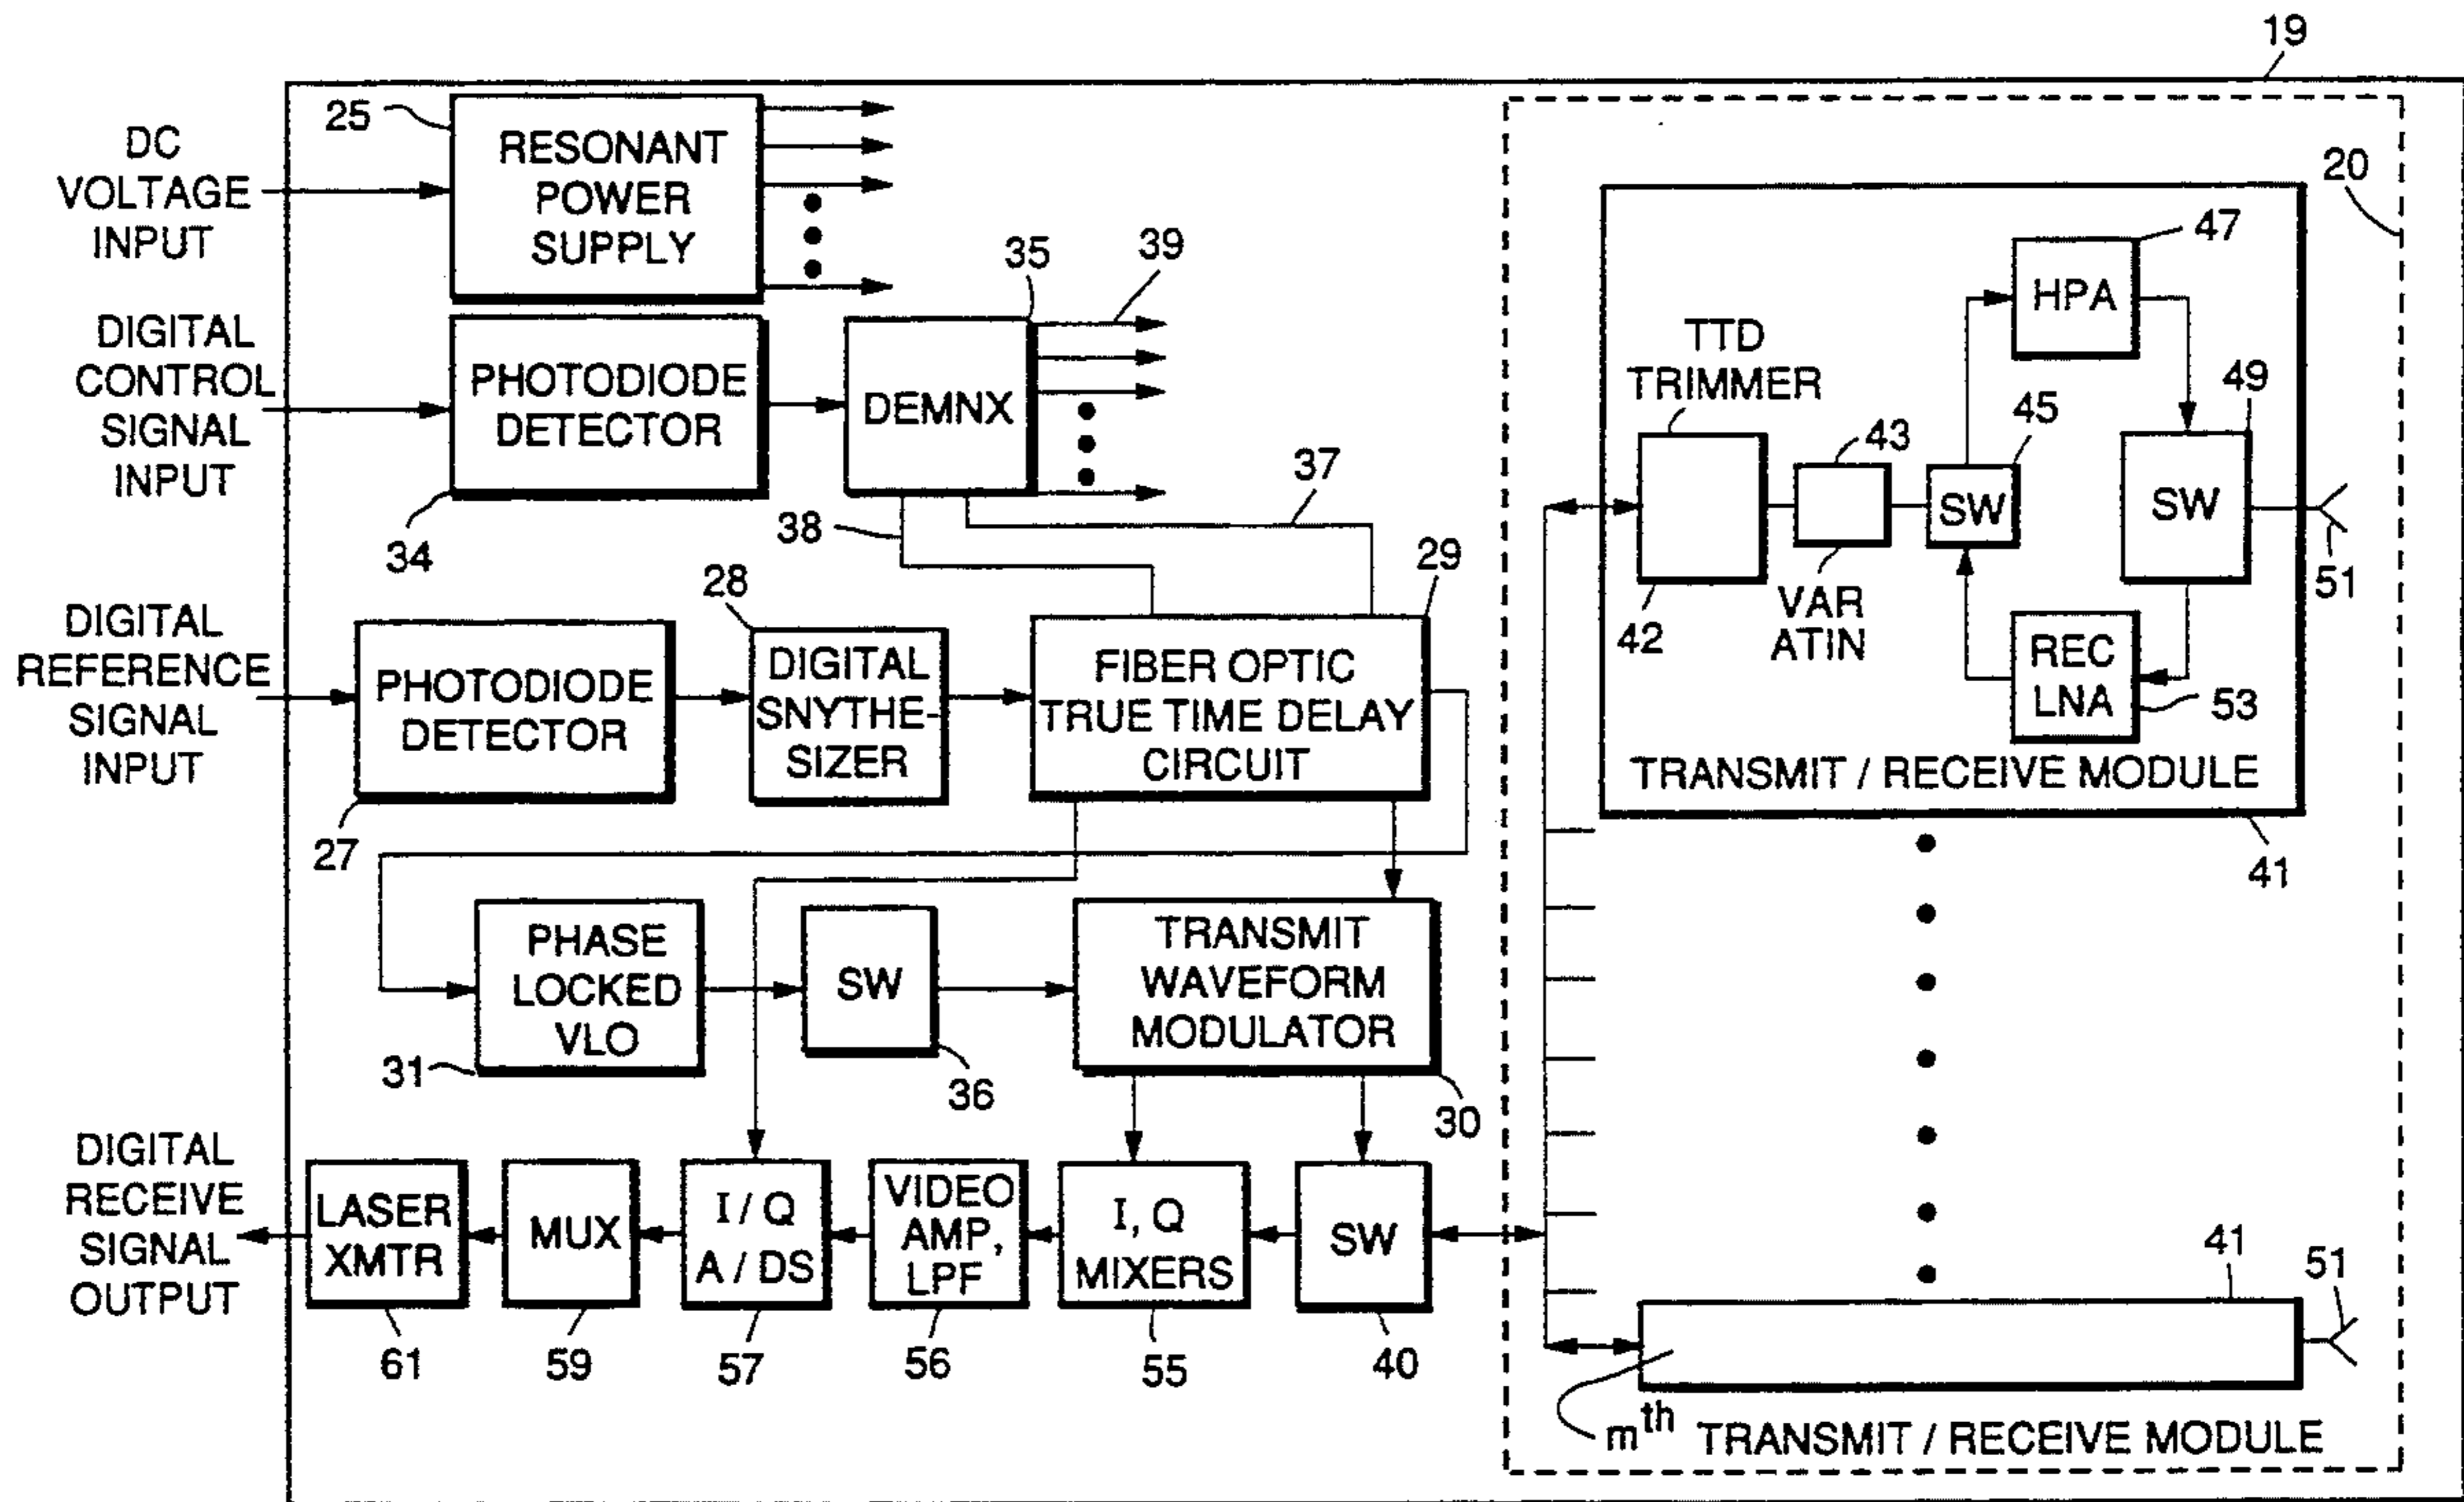 19
DC
VOLTAGE
INPUT
25
RESONANT
POWER
SUPPLY
20
DIGITAL
CONTROL
SIGNAL
INPUT
PHOTODIODE
DETECTOR
34
35
DEMNX
39
38
37
DIGITAL
REFERENCE
SIGNAL
INPUT
PHOTODIODE
DETECTOR
27
28
DIGITAL
SNYTHE-
SIZER
29
FIBER OPTIC
TRUE TIME DELAY
CIRCUIT
TTD
TRIMMER
42
43
VAR
ATIN
45
SW
47
HPA
49
SW
51
REC
LNA
53
TRANSMIT / RECEIVE MODULE
41
PHASE
LOCKED
VLO
31
SW
36
TRANSMIT
WAVEFORM
MODULATOR
30
DIGITAL
RECEIVE
SIGNAL
OUTPUT
LASER
XMTR
61
MUX
59
I / Q
A / DS
57
VIDEO
AMP,
LPF
56
I, Q
MIXERS
55
SW
40
41
51
mth
TRANSMIT / RECEIVE MODULE